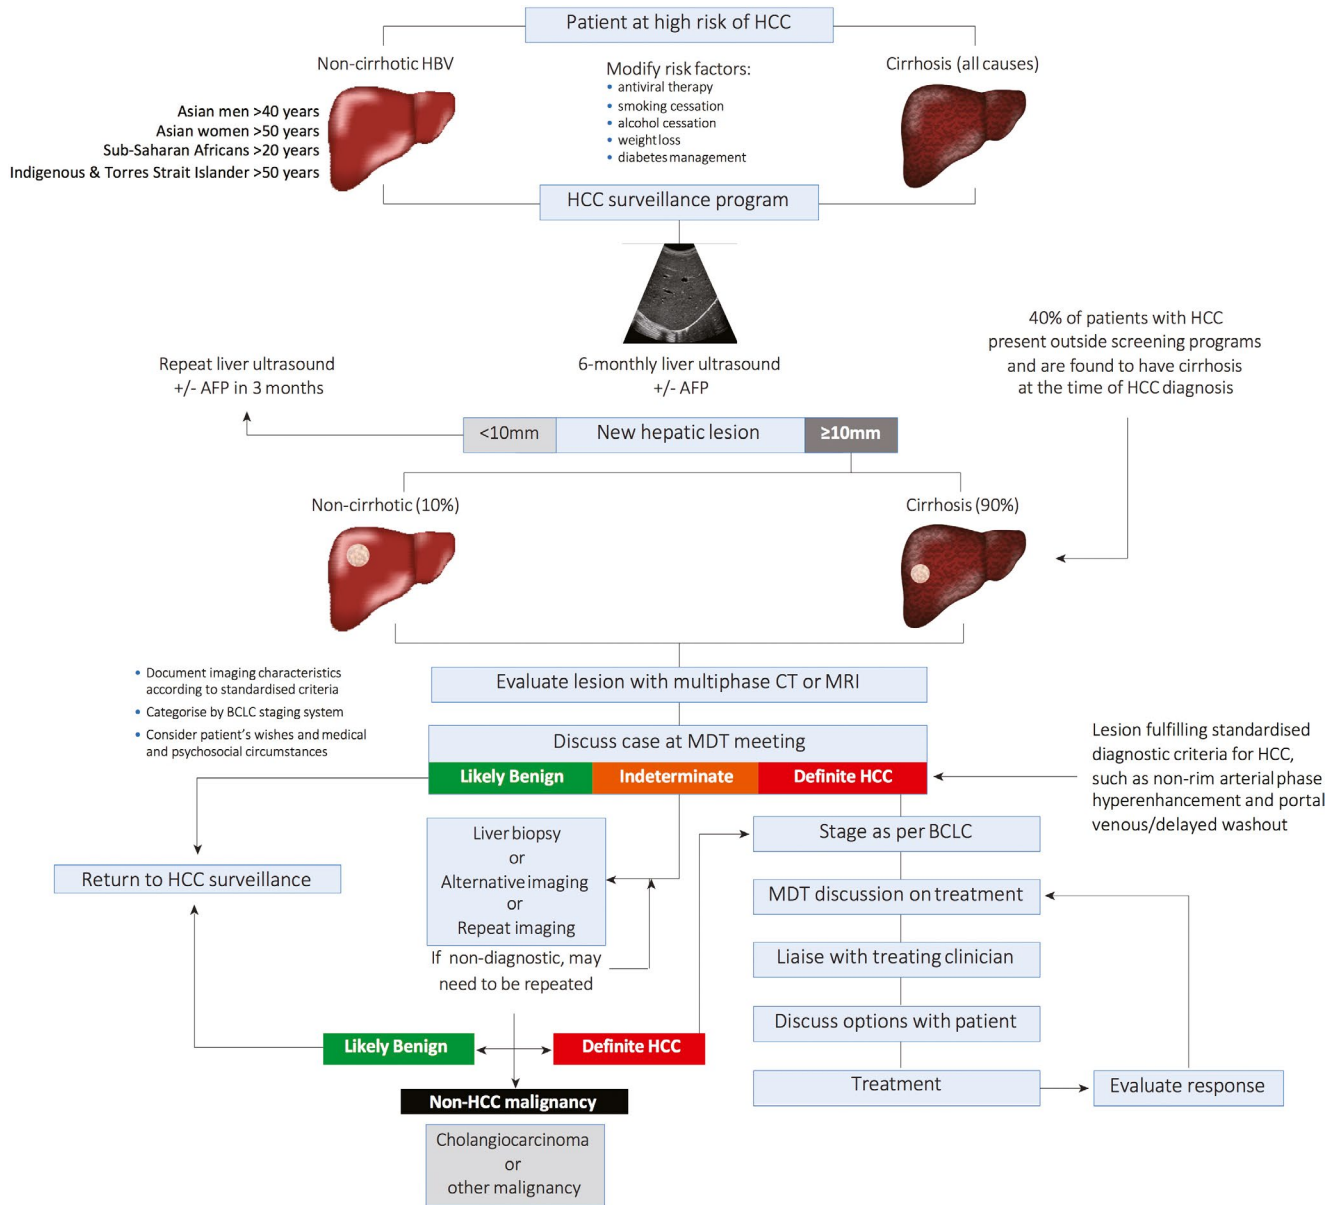 Patient at high risk of HCC
Non-cirrhotic HBV
Asian men >40 years
Asian women >50 years
Sub-Saharan Africans >20 years
Indigenous & Torres Strait Islander >50 years
Modify risk factors:
• antiviral therapy
• smoking cessation
• alcohol cessation
• weight loss
• diabetes management
Cirrhosis (all causes)
HCC surveillance program
6-monthly liver ultrasound
+/- AFP
Repeat liver ultrasound
+/- AFP in 3 months
40% of patients with HCC
present outside screening programs
and are found to have cirrhosis
at the time of HCC diagnosis
<10mm
New hepatic lesion
≥10mm
Non-cirrhotic (10%)
Cirrhosis (90%)
• Document imaging characteristics
according to standardised criteria
• Categorise by BCLC staging system
• Consider patient's wishes and medical
and psychosocial circumstances
Evaluate lesion with multiphase CT or MRI
Discuss case at MDT meeting
Likely Benign
Indeterminate
Definite HCC
Lesion fulfilling standardised
diagnostic criteria for HCC,
such as non-rim arterial phase
hyperenhancement and portal
venous/delayed washout
Return to HCC surveillance
Liver biopsy
or
Alternative imaging
or
Repeat imaging
If non-diagnostic, may
need to be repeated
Likely Benign
Definite HCC
Non-HCC malignancy
Cholangiocarcinoma
or
other malignancy
Stage as per BCLC
MDT discussion on treatment
Liaise with treating clinician
Discuss options with patient
Treatment
Evaluate response